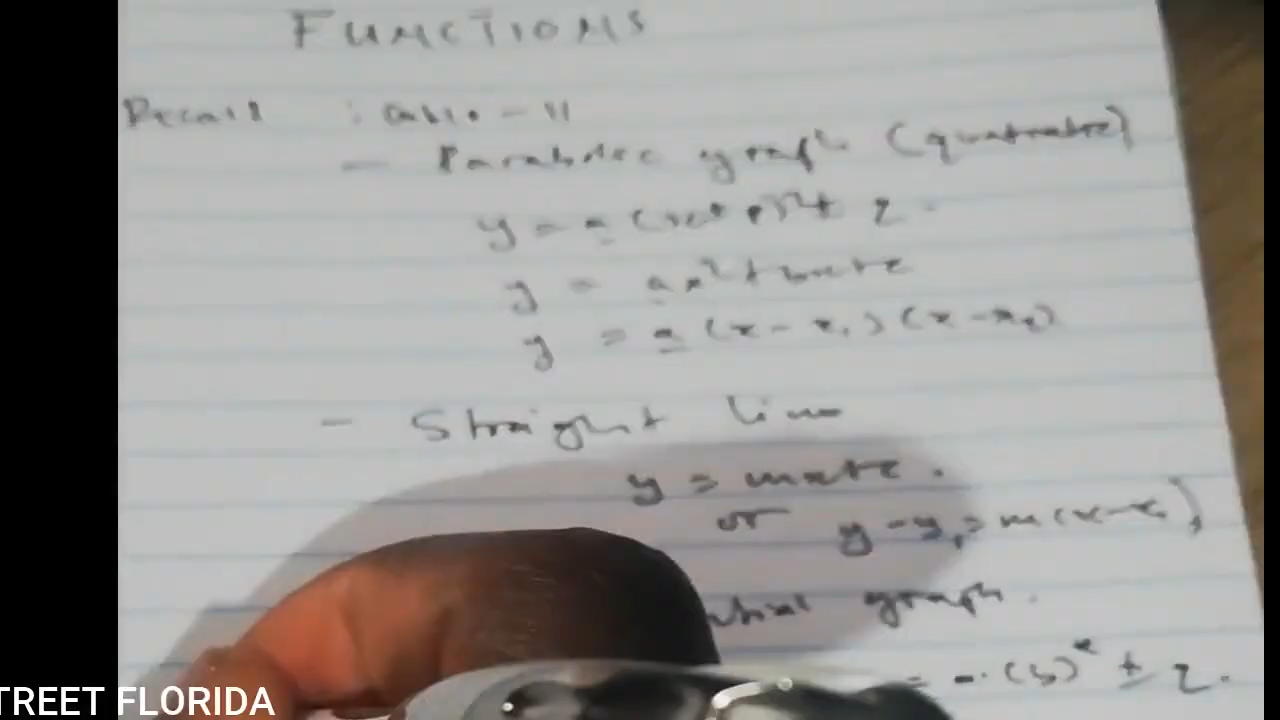 FUNCTIONS
Recall :
- Parabolic graph (quadratic)
y = a(x+p)²+ q.
y = ax²+bx+c
y = a(x-x₁)(x-x₂)
- Straight line
y = mx+c.
or y-y₁=m(x-x₁)
graph.
= a.(b)ˣ ± q.
TREET FLORIDA